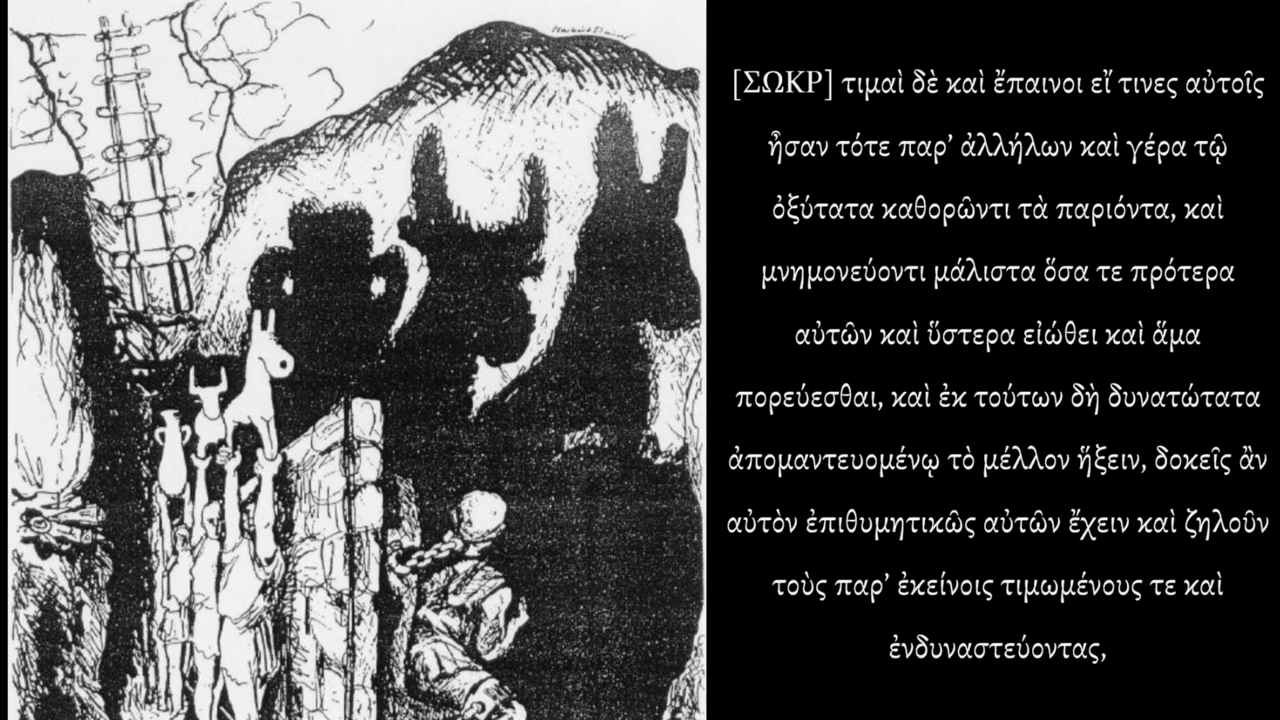 [ΣΩΚΡ] τιμαὶ δὲ καὶ ἔπαινοι εἴ τινες αὐτοῖς
ἦσαν τότε παρ’ ἀλλήλων καὶ γέρα τῷ
ὀξύτατα καθορῶντι τὰ παριόντα, καὶ
μνημονεύοντι μάλιστα ὅσα τε πρότερα
αὐτῶν καὶ ὕστερα εἰώθει καὶ ἅμα
πορεύεσθαι, καὶ ἐκ τούτων δὴ δυνατώτατα
ἀπομαντευομένῳ τὸ μέλλον ἥξειν, δοκεῖς ἂν
αὐτὸν ἐπιθυμητικῶς αὐτῶν ἔχειν καὶ ζηλοῦν
τοὺς παρ’ ἐκείνοις τιμωμένους τε καὶ
ἐνδυναστεύοντας,